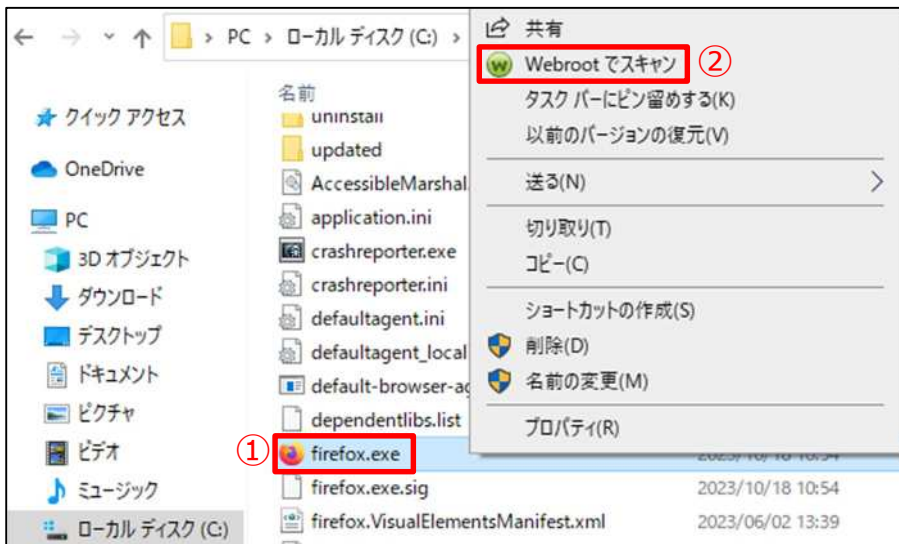 PC > ローカル ディスク (C:) >
クイック アクセス
OneDrive
PC
3D オブジェクト
ダウンロード
デスクトップ
ドキュメント
ピクチャ
ビデオ
ミュージック
ローカル ディスク (C:)
名前
uninstall
updated
AccessibleMarshal.
application.ini
crashreporter.exe
crashreporter.ini
defaultagent.ini
defaultagent_local
default-browser-ag
dependentlibs.list
① firefox.exe
firefox.exe.sig 2023/10/18 10:54
firefox.VisualElementsManifest.xml 2023/06/02 13:39
共有
Webroot でスキャン ②
タスク バーにピン留めする(K)
以前のバージョンの復元(V)
送る(N)
切り取り(T)
コピー(C)
ショートカットの作成(S)
削除(D)
名前の変更(M)
プロパティ(R)